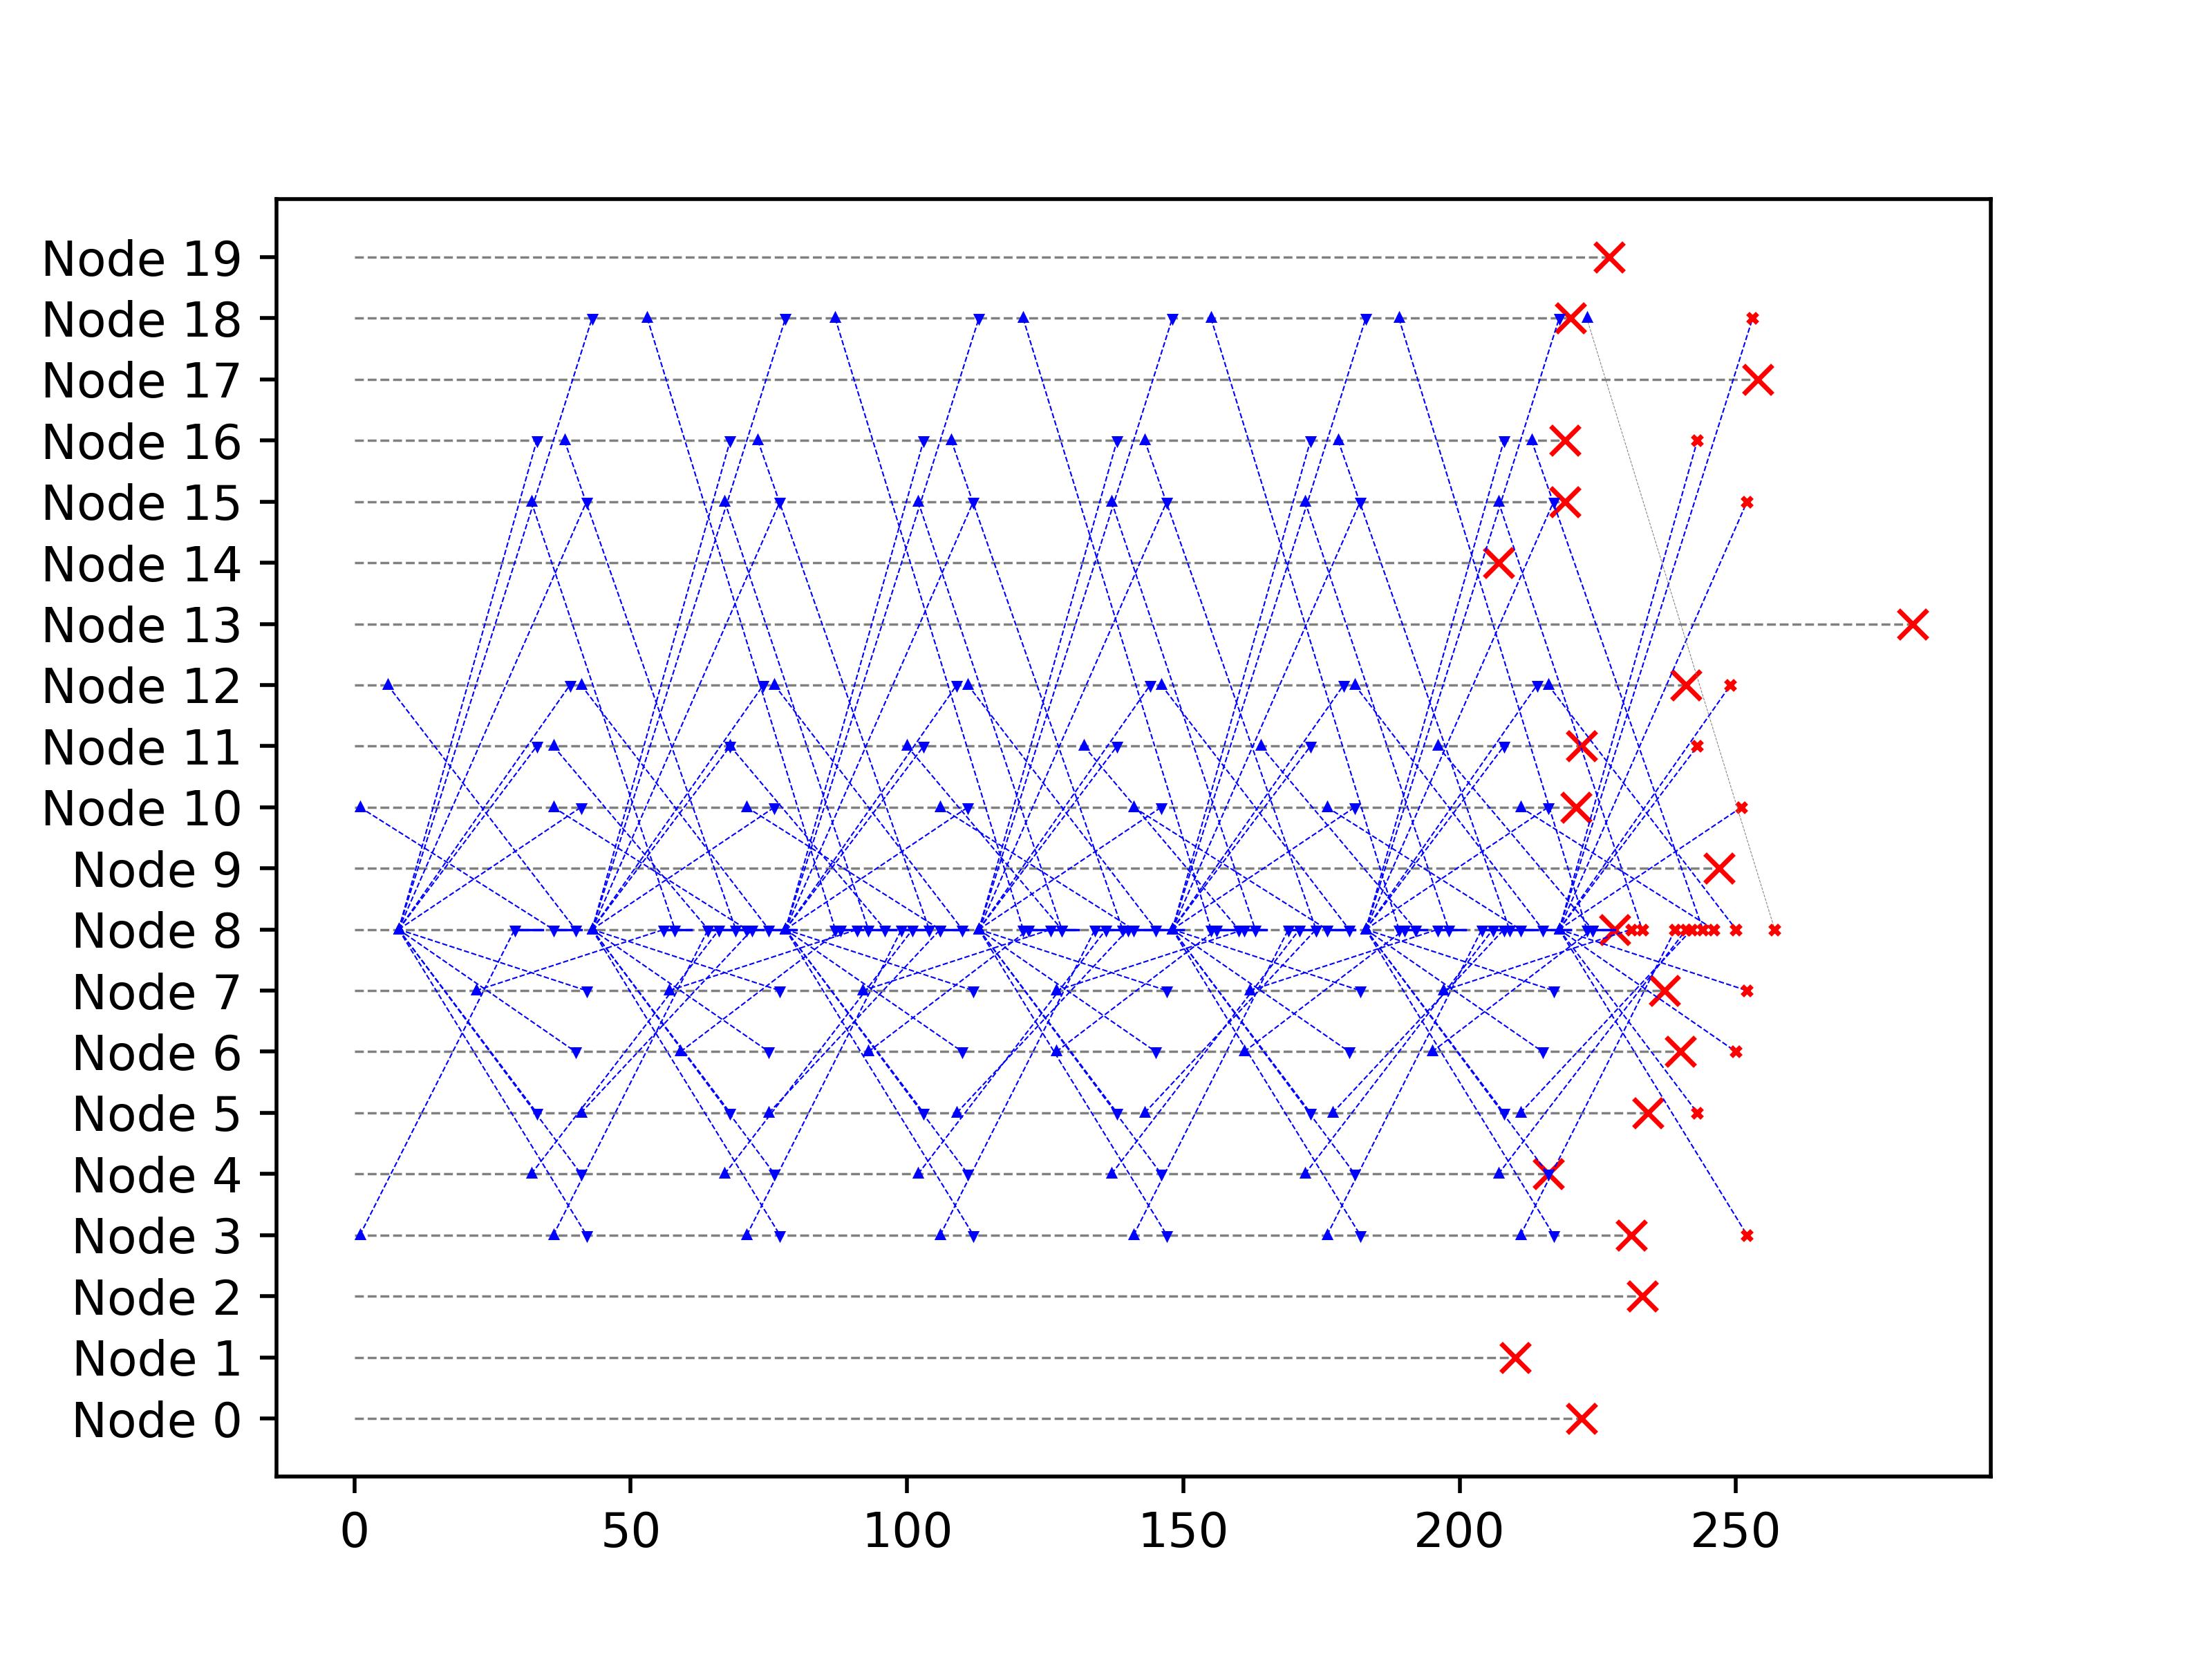 Node 19
Node 18
Node 17
Node 16
Node 15
Node 14
Node 13
Node 12
Node 11
Node 10
Node 9
Node 8
Node 7
Node 6
Node 5
Node 4
Node 3
Node 2
Node 1
Node 0
0 50 100 150 200 250